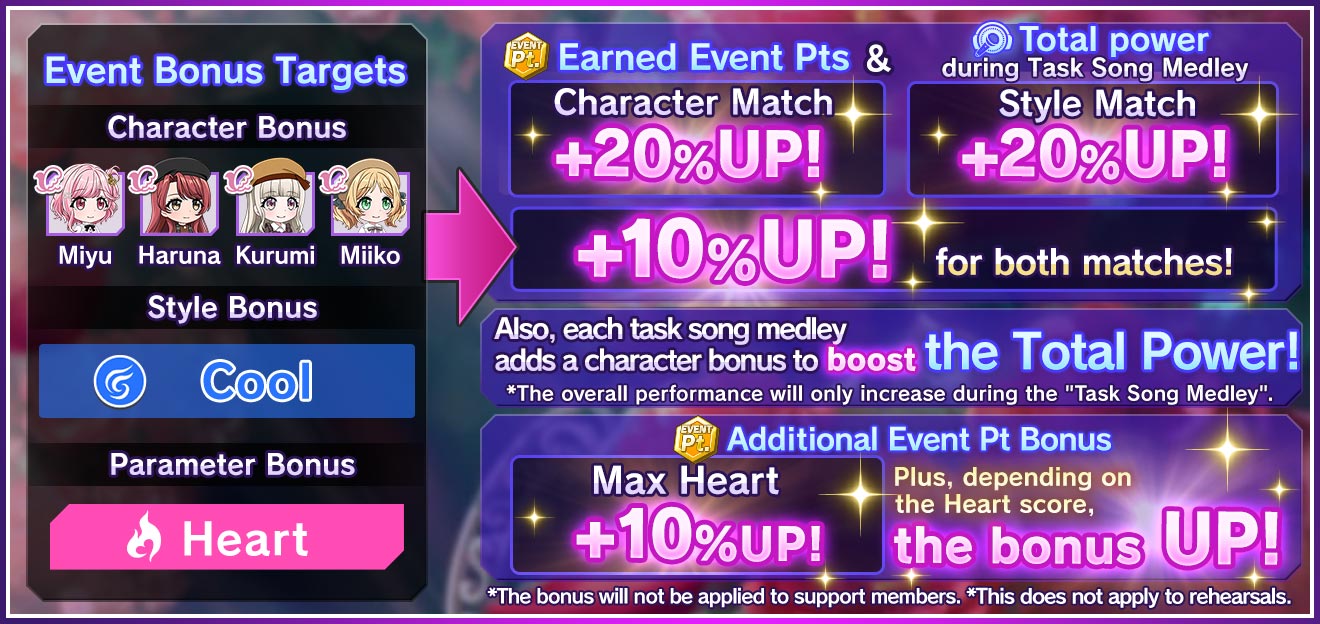 Event Bonus Targets
Character Bonus
Miyu Haruna Kurumi Miiko
Style Bonus
Cool
Parameter Bonus
Heart
EVENT Pt. Earned Event Pts & Total power
during Task Song Medley
Character Match
+20%UP!
Style Match
+20%UP!
+10%UP! for both matches!
Also, each task song medley
adds a character bonus to boost the Total Power!
*The overall performance will only increase during the "Task Song Medley".
EVENT Pt. Additional Event Pt Bonus
Max Heart
+10%UP!
Plus, depending on
the Heart score,
the bonus UP!
*The bonus will not be applied to support members. *This does not apply to rehearsals.